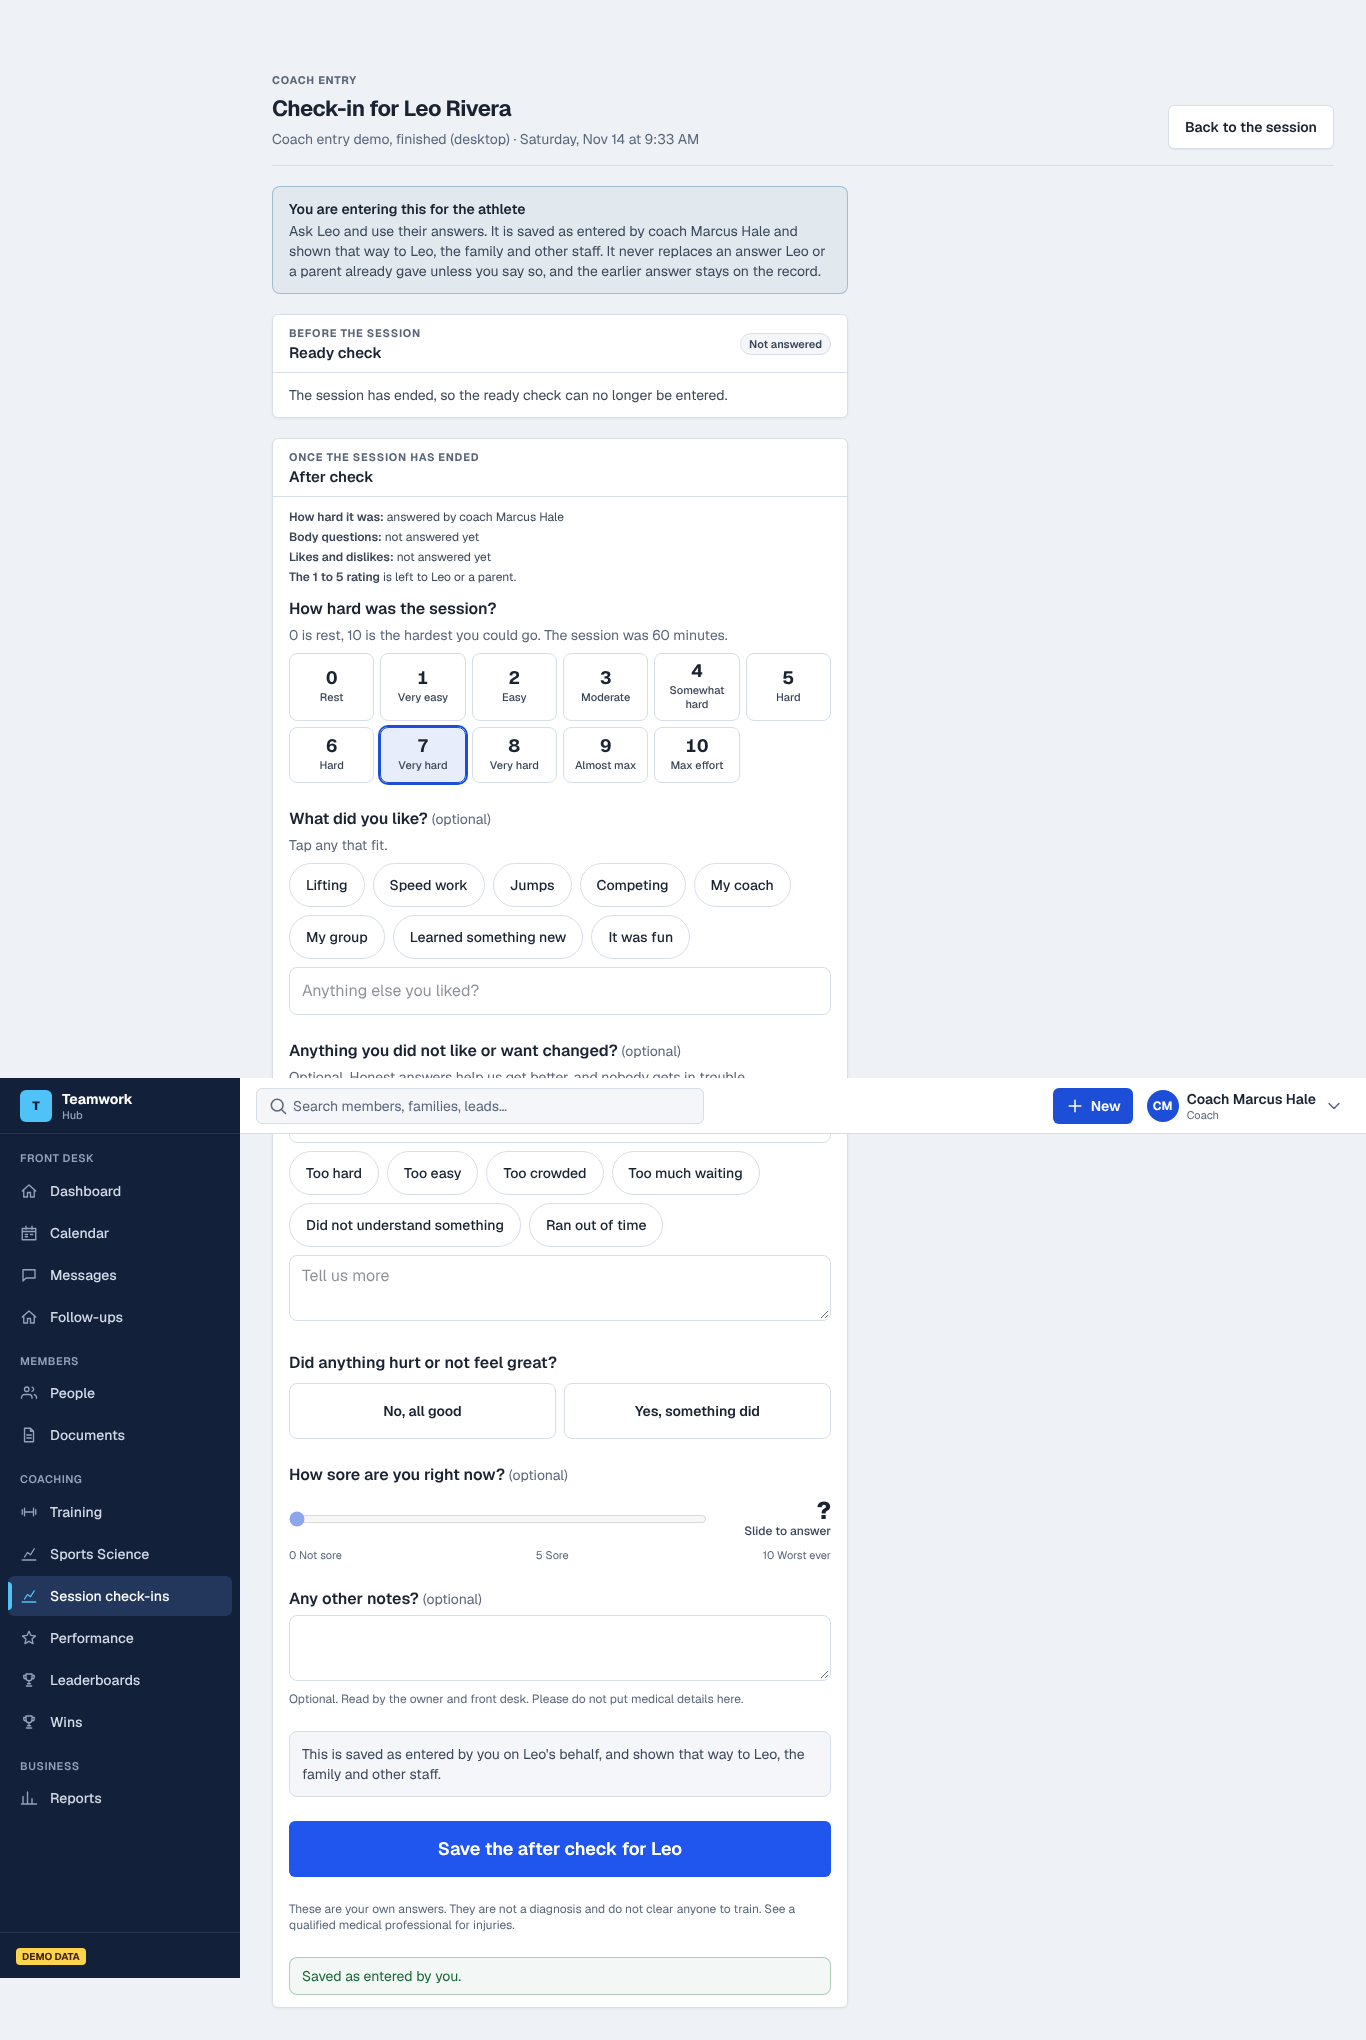 COACH ENTRY
Check-in for Leo Rivera
Coach entry demo, finished (desktop) · Saturday, Nov 14 at 9:33 AM
Back to the session
You are entering this for the athlete
Ask Leo and use their answers. It is saved as entered by coach Marcus Hale and
shown that way to Leo, the family and other staff. It never replaces an answer Leo or
a parent already gave unless you say so, and the earlier answer stays on the record.
BEFORE THE SESSION
Ready check
Not answered
The session has ended, so the ready check can no longer be entered.
ONCE THE SESSION HAS ENDED
After check
How hard it was: answered by coach Marcus Hale
Body questions: not answered yet
Likes and dislikes: not answered yet
The 1 to 5 rating is left to Leo or a parent.
How hard was the session?
0 is rest, 10 is the hardest you could go. The session was 60 minutes.
0
Rest
1
Very easy
2
Easy
3
Moderate
4
Somewhat
hard
5
Hard
6
Hard
7
Very hard
8
Very hard
9
Almost max
10
Max effort
What did you like? (optional)
Tap any that fit.
Lifting
Speed work
Jumps
Competing
My coach
My group
Learned something new
It was fun
Anything else you liked?
Anything you did not like or want changed? (optional)
Optional. Honest answers help us get better, and nobody gets in trouble.
T
Teamwork
Hub
Search members, families, leads...
New
CM
Coach Marcus Hale
Coach
FRONT DESK
Dashboard
Calendar
Messages
Follow-ups
MEMBERS
People
Documents
COACHING
Training
Sports Science
Session check-ins
Performance
Leaderboards
Wins
BUSINESS
Reports
DEMO DATA
Too hard
Too easy
Too crowded
Too much waiting
Did not understand something
Ran out of time
Tell us more
Did anything hurt or not feel great?
No, all good
Yes, something did
How sore are you right now? (optional)
?
Slide to answer
0 Not sore
5 Sore
10 Worst ever
Any other notes? (optional)
Optional. Read by the owner and front desk. Please do not put medical details here.
This is saved as entered by you on Leo's behalf, and shown that way to Leo, the
family and other staff.
Save the after check for Leo
These are your own answers. They are not a diagnosis and do not clear anyone to train. See a
qualified medical professional for injuries.
Saved as entered by you.